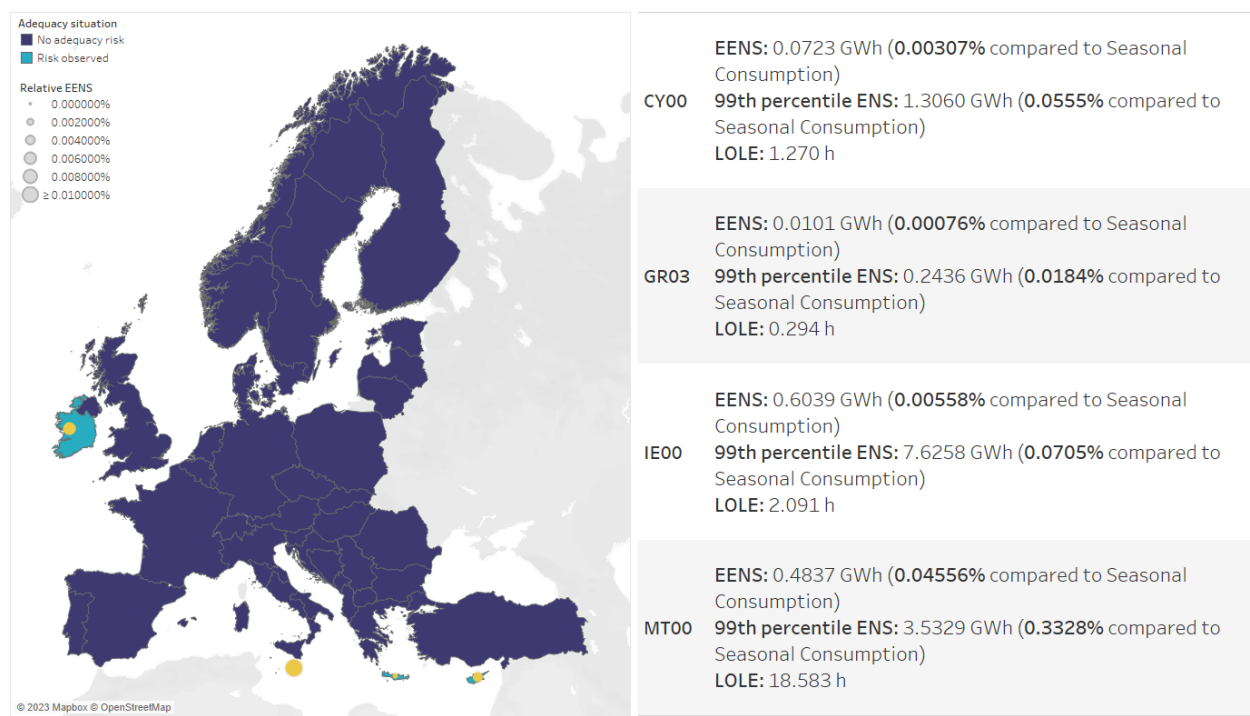 Adequacy situation
No adequacy risk
Risk observed
Relative EENS
0.000000%
0.002000%
0.004000%
0.006000%
0.008000%
≥ 0.010000%
© 2023 Mapbox © OpenStreetMap
CY00
EENS: 0.0723 GWh (0.00307% compared to Seasonal
Consumption)
99th percentile ENS: 1.3060 GWh (0.0555% compared to
Seasonal Consumption)
LOLE: 1.270 h
GR03
EENS: 0.0101 GWh (0.00076% compared to Seasonal
Consumption)
99th percentile ENS: 0.2436 GWh (0.0184% compared to
Seasonal Consumption)
LOLE: 0.294 h
IE00
EENS: 0.6039 GWh (0.00558% compared to Seasonal
Consumption)
99th percentile ENS: 7.6258 GWh (0.0705% compared to
Seasonal Consumption)
LOLE: 2.091 h
MT00
EENS: 0.4837 GWh (0.04556% compared to Seasonal
Consumption)
99th percentile ENS: 3.5329 GWh (0.3328% compared to
Seasonal Consumption)
LOLE: 18.583 h